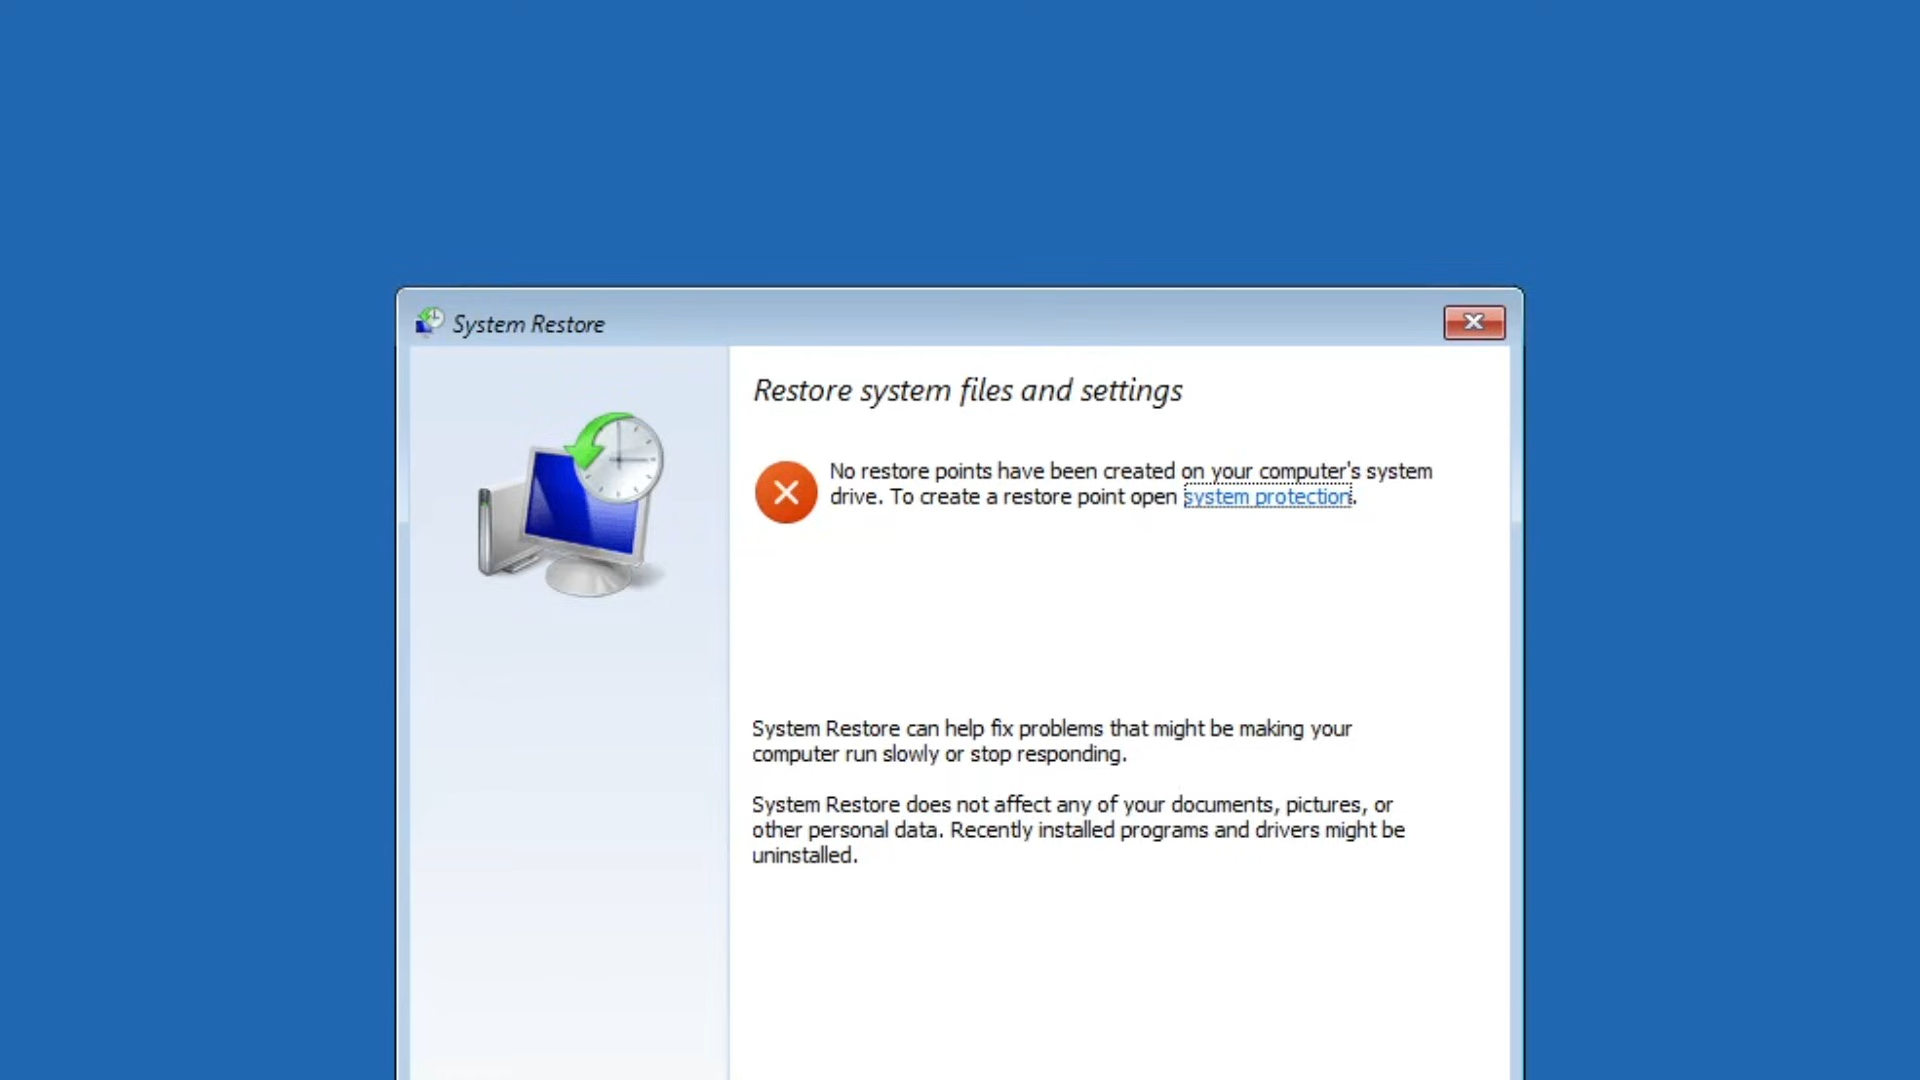 System Restore
Restore system files and settings
No restore points have been created on your computer's system
drive. To create a restore point open system protection.
System Restore can help fix problems that might be making your
computer run slowly or stop responding.
System Restore does not affect any of your documents, pictures, or
other personal data. Recently installed programs and drivers might be
uninstalled.